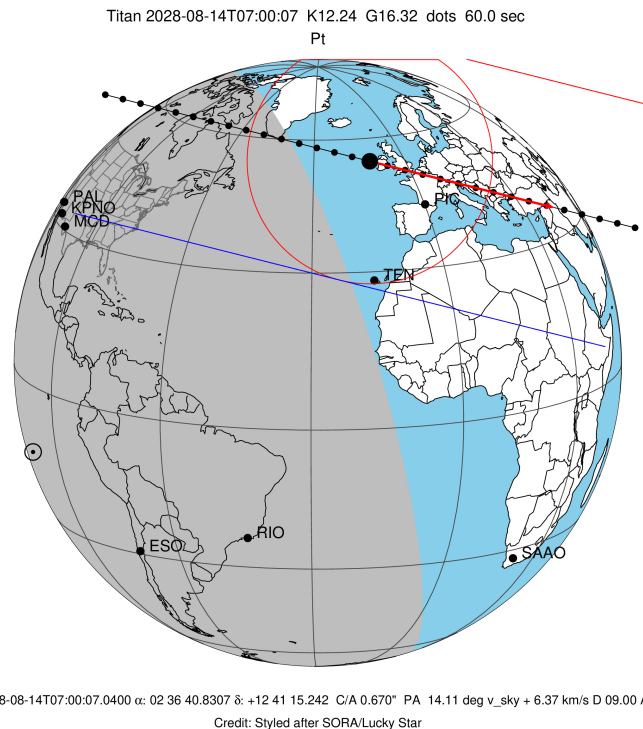 Titan 2028-08-14T07:00:07 K12.24 G16.32 dots 60.0 sec
Pt
PAL
KPNO
MCD
PIC
TEN
RIO
ESO
SAAO
8-08-14T07:00:07.0400 α: 02 36 40.8307 δ: +12 41 15.242 C/A 0.670" PA 14.11 deg v_sky + 6.37 km/s D 09.00 A
Credit: Styled after SORA/Lucky Star